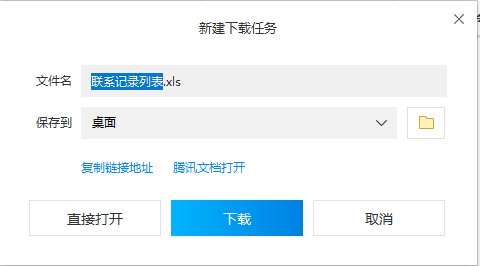 新建下载任务
文件名 联系记录列表.xls
保存到 桌面
复制链接地址 腾讯文档打开
直接打开 下载 取消